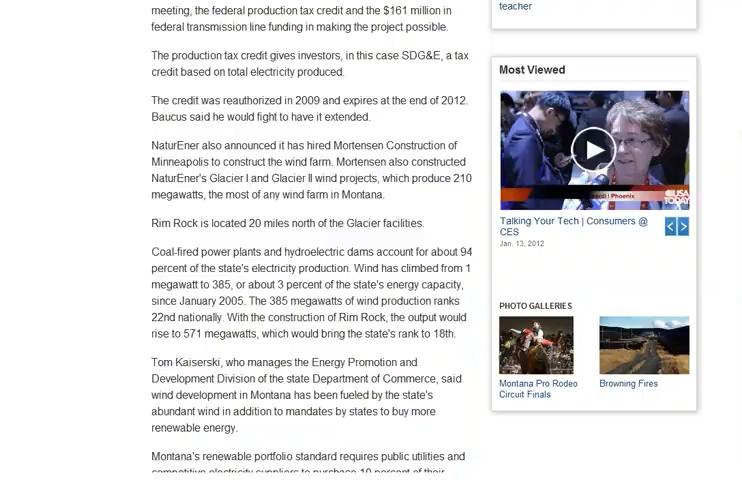 meeting, the federal production tax credit and the $161 million in
federal transmission line funding in making the project possible.
The production tax credit gives investors, in this case SDG&E, a tax
credit based on total electricity produced.
The credit was reauthorized in 2009 and expires at the end of 2012.
Baucus said he would fight to have it extended.
NaturEner also announced it has hired Mortensen Construction of
Minneapolis to construct the wind farm. Mortensen also constructed
NaturEner's Glacier I and Glacier II wind projects, which produce 210
megawatts, the most of any wind farm in Montana.
Rim Rock is located 20 miles north of the Glacier facilities.
Coal-fired power plants and hydroelectric dams account for about 94
percent of the state's electricity production. Wind has climbed from 1
megawatt to 385, or about 3 percent of the state's energy capacity,
since January 2005. The 385 megawatts of wind production ranks
22nd nationally. With the construction of Rim Rock, the output would
rise to 571 megawatts, which would bring the state's rank to 18th.
Tom Kaiserski, who manages the Energy Promotion and
Development Division of the state Department of Commerce, said
wind development in Montana has been fueled by the state's
abundant wind in addition to mandates by states to buy more
renewable energy.
Montana's renewable portfolio standard requires public utilities and
competitive electricity suppliers to purchase 10 percent of their
teacher
Most Viewed
Phoenix
USA
TODAY
Talking Your Tech | Consumers @
CES
Jan. 13, 2012
PHOTO GALLERIES
Montana Pro Rodeo
Circuit Finals
Browning Fires